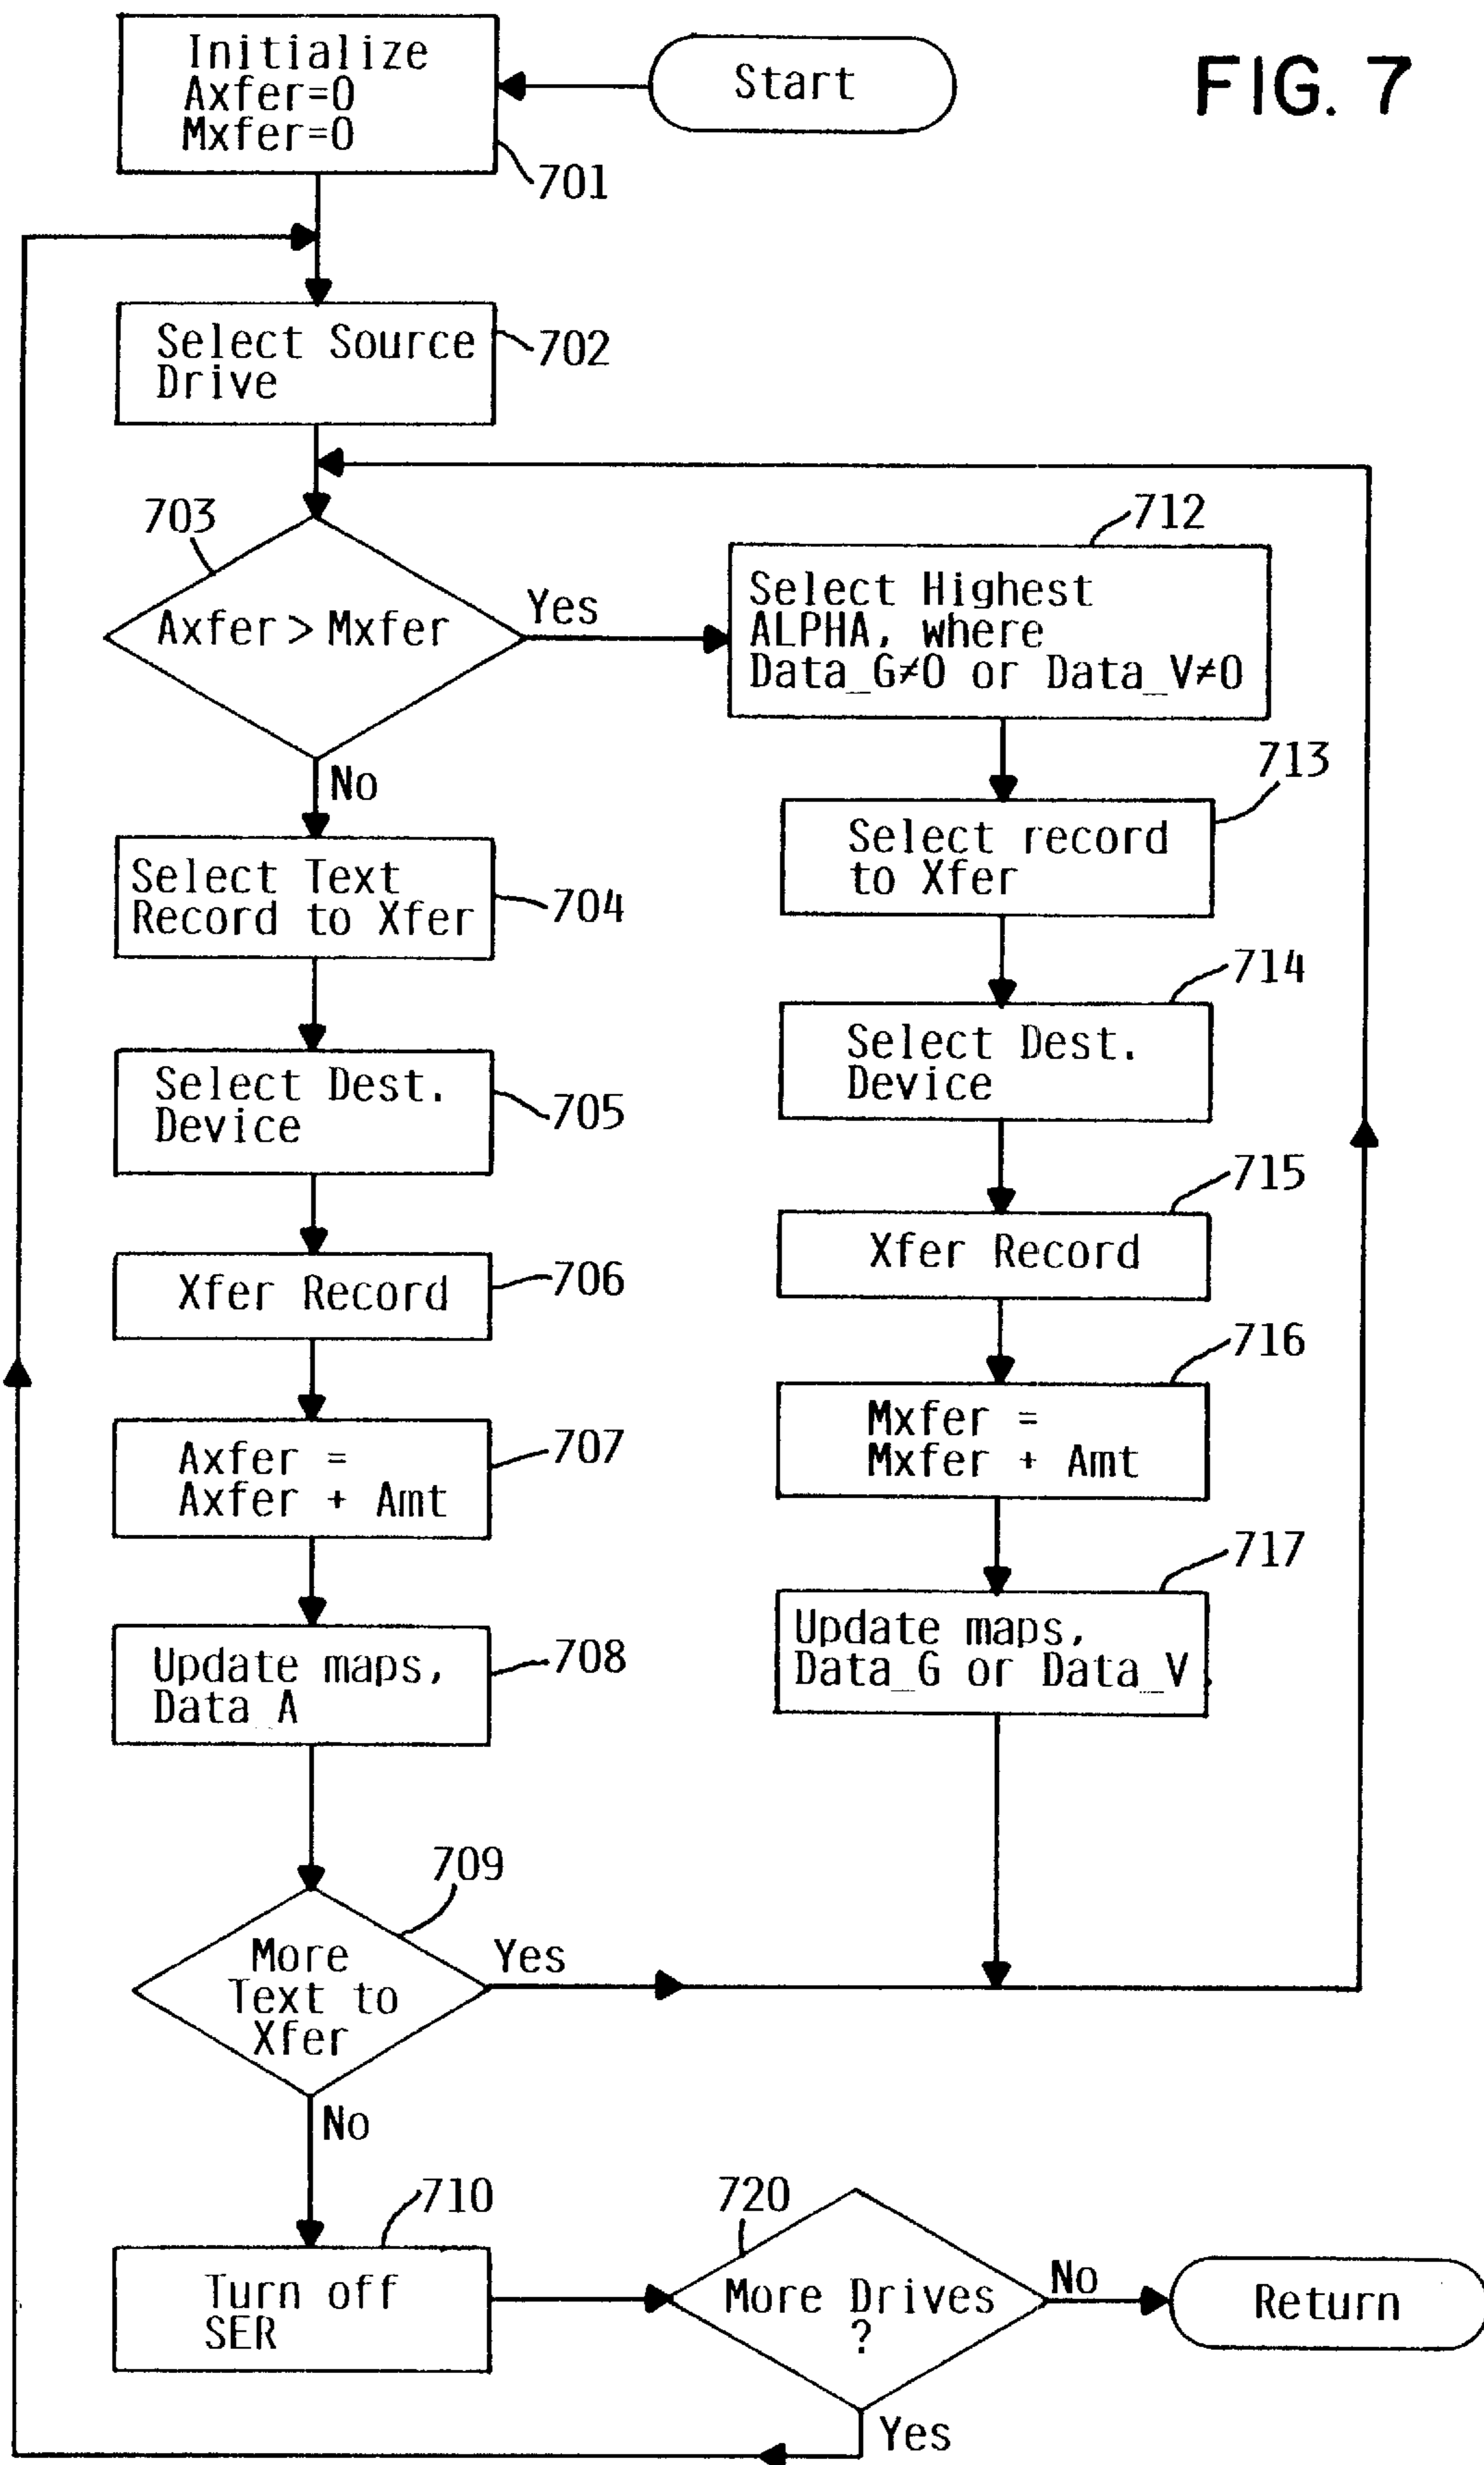 FIG. 7
Start
Initialize
Axfer=0
Mxfer=0
701
Select Source
Drive
702
703
Axfer > Mxfer
Yes
No
712
Select Highest
ALPHA, where
Data_G≠0 or Data_V≠0
713
Select record
to Xfer
Select Text
Record to Xfer
704
714
Select Dest.
Device
Select Dest.
Device
705
715
Xfer Record
Xfer Record
706
716
Mxfer =
Mxfer + Amt
Axfer =
Axfer + Amt
707
717
Update maps,
Data_G or Data_V
Update maps,
Data_A
708
709
More
Text to
Xfer
Yes
No
710
Turn off
SER
720
More Drives
?
No
Return
Yes